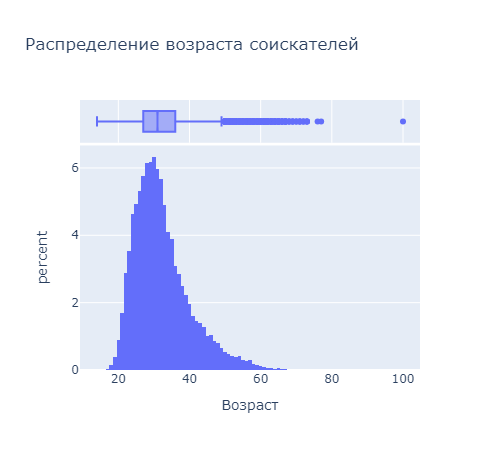 Распределение возраста соискателей
6
4
2
0
percent
20 40 60 80 100
Возраст